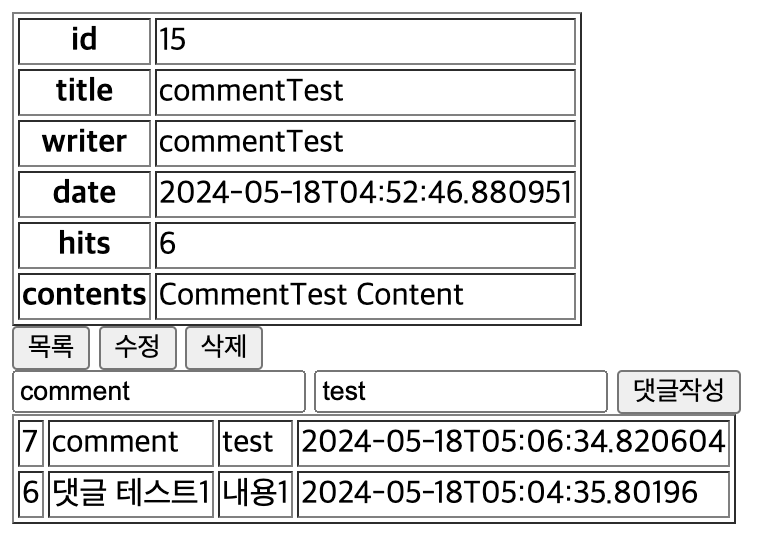 id 15
title commentTest
writer commentTest
date 2024-05-18T04:52:46.880951
hits 6
contents CommentTest Content
목록 수정 삭제
comment test 댓글작성
7 comment test 2024-05-18T05:06:34.820604
6 댓글 테스트1 내용1 2024-05-18T05:04:35.80196